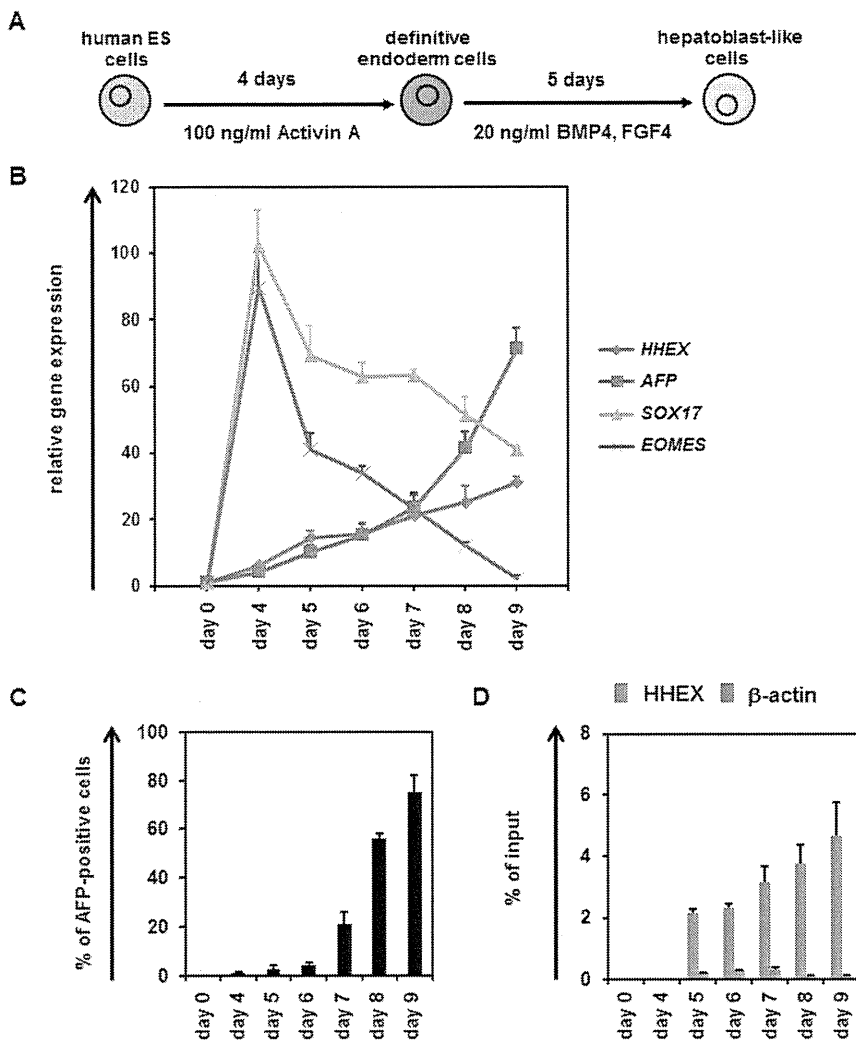 A
human ES
cells
4 days
100 ng/ml Activin A
definitive
endoderm cells
5 days
20 ng/ml BMP4, FGF4
hepatoblast-like
cells
B
relative gene expression
120
100
80
60
40
20
0
day 0
day 4
day 5
day 6
day 7
day 8
day 9
HHEX
AFP
SOX17
EOMES
C
% of AFP-positive cells
100
80
60
40
20
0
day 0
day 4
day 5
day 6
day 7
day 8
day 9
D
HHEX
β-actin
% of input
8
6
4
2
0
day 0
day 4
day 5
day 6
day 7
day 8
day 9